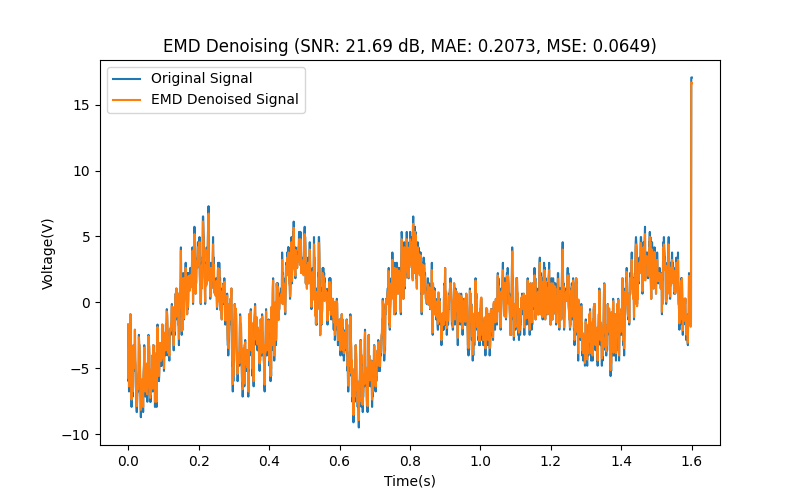 EMD Denoising (SNR: 21.69 dB, MAE: 0.2073, MSE: 0.0649)
Original Signal
EMD Denoised Signal
15
10
5
0
−5
−10
Voltage(V)
0.0 0.2 0.4 0.6 0.8 1.0 1.2 1.4 1.6
Time(s)